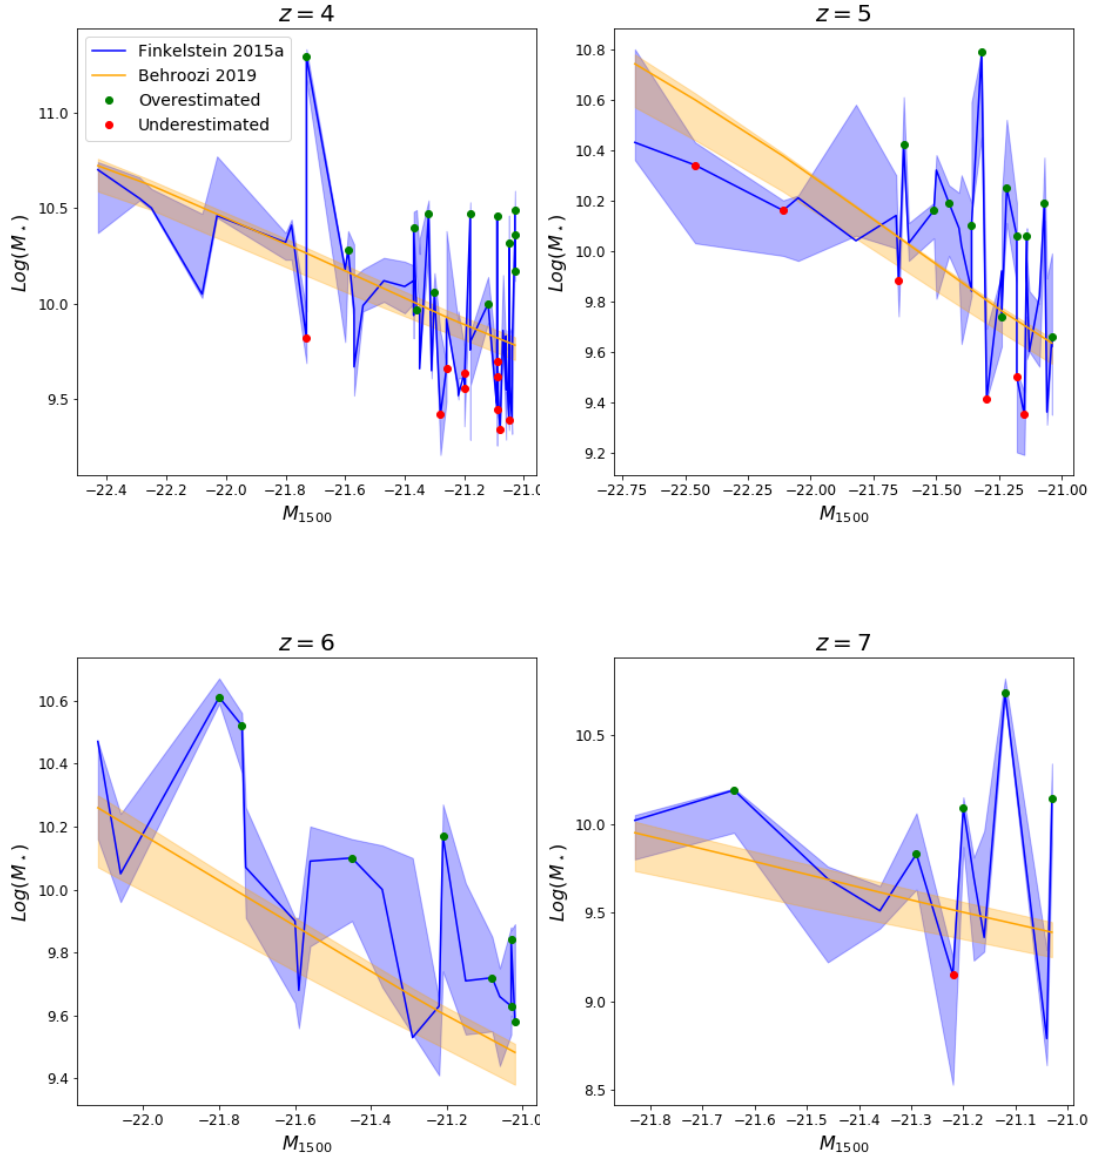 z = 4
Finkelstein 2015a
Behroozi 2019
Overestimated
Underestimated
11.0
10.5
10.0
9.5
Log(M⋆)
−22.4 −22.2 −22.0 −21.8 −21.6 −21.4 −21.2 −21.0
M1500
z = 5
10.8
10.6
10.4
10.2
10.0
9.8
9.6
9.4
9.2
Log(M⋆)
−22.75 −22.50 −22.25 −22.00 −21.75 −21.50 −21.25 −21.00
M1500
z = 6
10.6
10.4
10.2
10.0
9.8
9.6
9.4
Log(M⋆)
−22.0 −21.8 −21.6 −21.4 −21.2 −21.0
M1500
z = 7
10.5
10.0
9.5
9.0
8.5
Log(M⋆)
−21.8 −21.7 −21.6 −21.5 −21.4 −21.3 −21.2 −21.1 −21.0
M1500